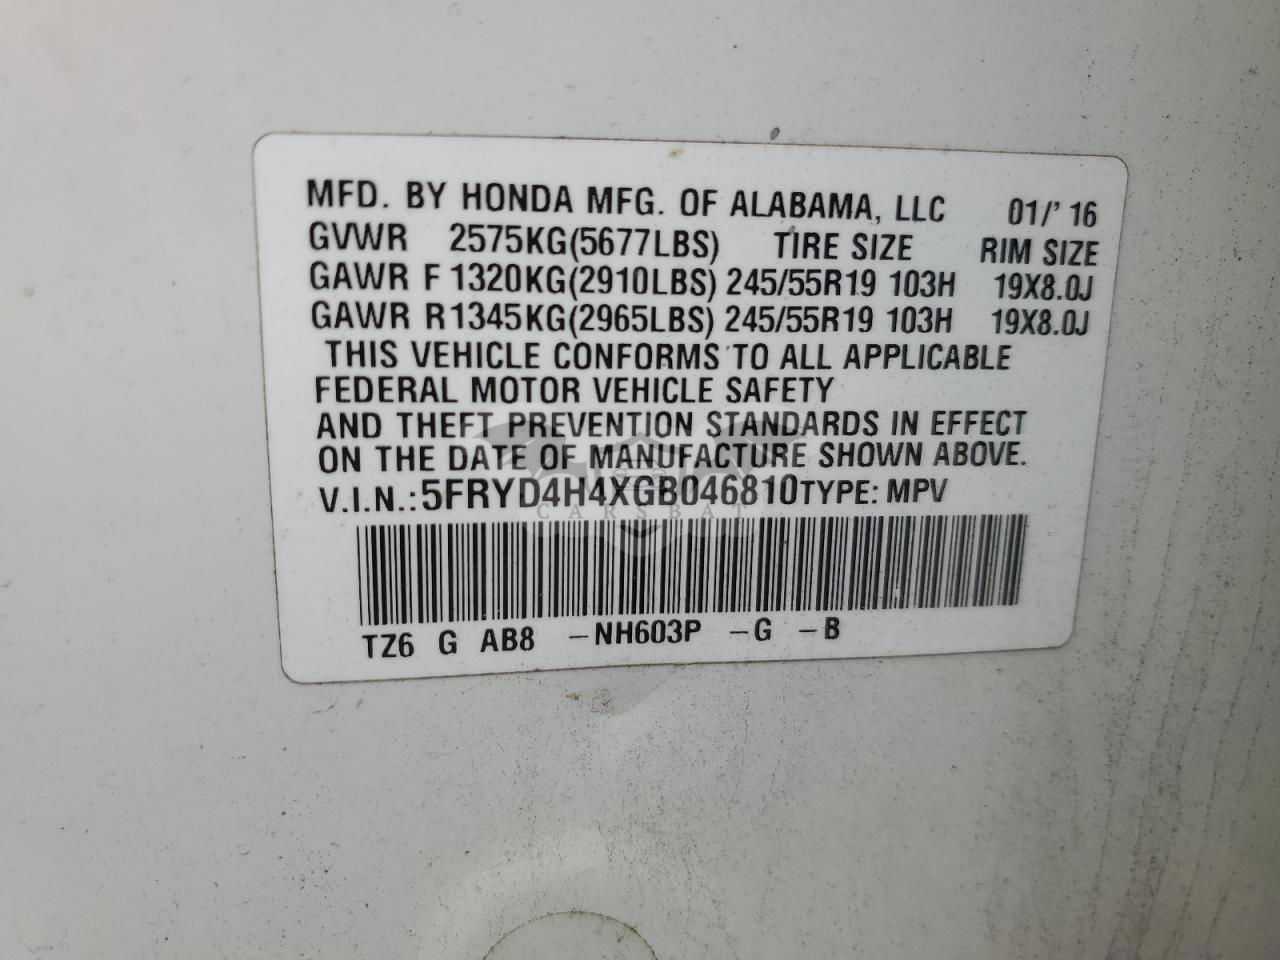 MFD. BY HONDA MFG. OF ALABAMA, LLC 01/'16
GVWR 2575KG(5677LBS) TIRE SIZE RIM SIZE
GAWR F 1320KG(2910LBS) 245/55R19 103H 19X8.0J
GAWR R 1345KG(2965LBS) 245/55R19 103H 19X8.0J
THIS VEHICLE CONFORMS TO ALL APPLICABLE
FEDERAL MOTOR VEHICLE SAFETY
AND THEFT PREVENTION STANDARDS IN EFFECT
ON THE DATE OF MANUFACTURE SHOWN ABOVE.
V.I.N.: 5FRYD4H4XGB046810 TYPE: MPV
CARSBAT
TZ6 G AB8 -NH603P -G -B